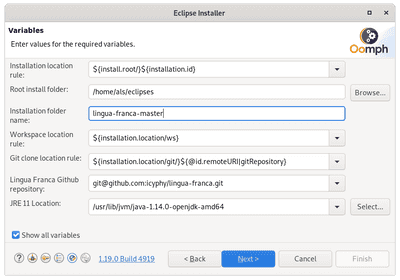 Eclipse Installer
Variables
Enter values for the required variables.
Oomph
Installation location rule:
${install.root/}${installation.id}
Root install folder:
/home/als/eclipses
Browse...
Installation folder name:
lingua-franca-master
Workspace location rule:
${installation.location/ws}
Git clone location rule:
${installation.location/git/}${@id.remoteURI|gitRepository}
Lingua Franca Github repository:
git@github.com:icyphy/lingua-franca.git
JRE 11 Location:
/usr/lib/jvm/java-1.14.0-openjdk-amd64
Select...
Show all variables
1.19.0 Build 4919
< Back
Next >
Cancel
Finish